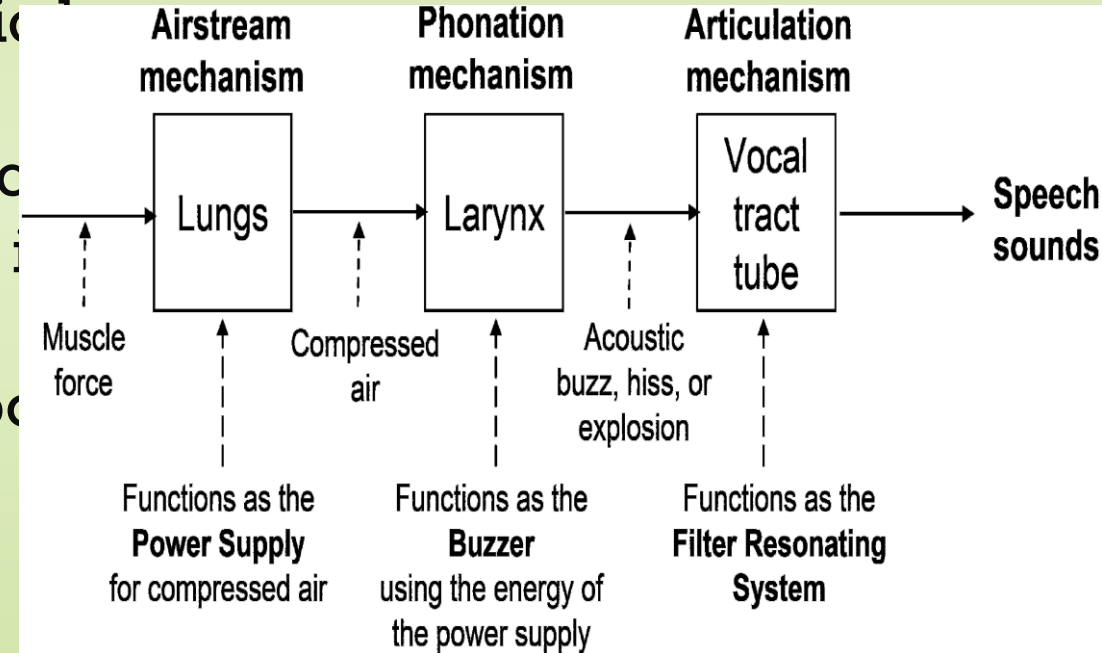 Airstream
mechanism
Phonation
mechanism
Articulation
mechanism
Lungs
Larynx
Vocal
tract
tube
Speech
sounds
Muscle
force
Compressed
air
Acoustic
buzz, hiss, or
explosion
Functions as the
Power Supply
for compressed air
Functions as the
Buzzer
using the energy of
the power supply
Functions as the
Filter Resonating
System